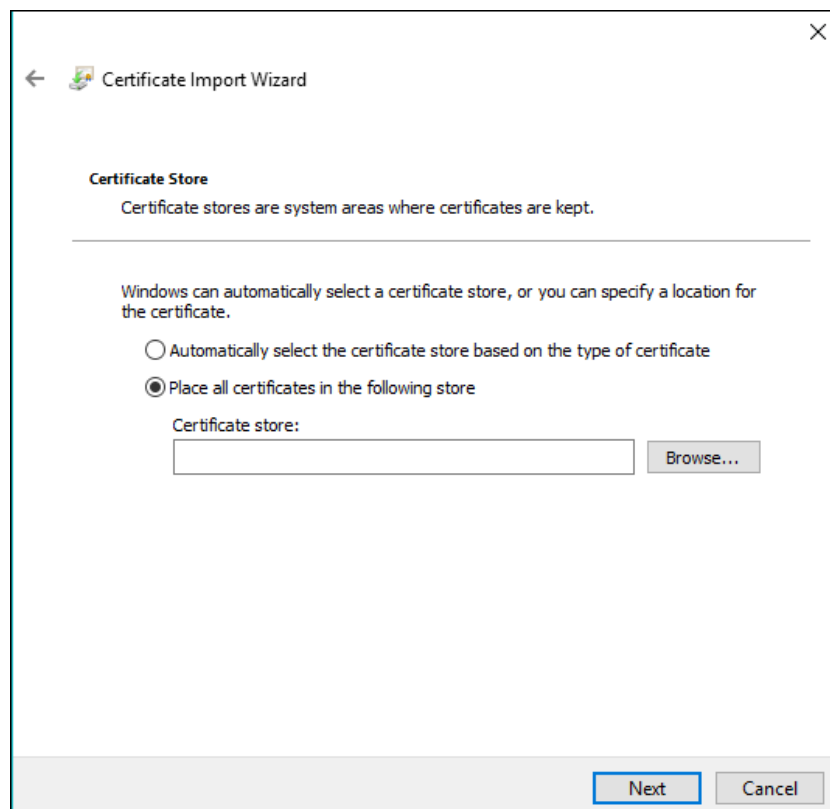 Certificate Import Wizard
Certificate Store
Certificate stores are system areas where certificates are kept.
Windows can automatically select a certificate store, or you can specify a location for
the certificate.
Automatically select the certificate store based on the type of certificate
Place all certificates in the following store
Certificate store:
Browse...
Next
Cancel